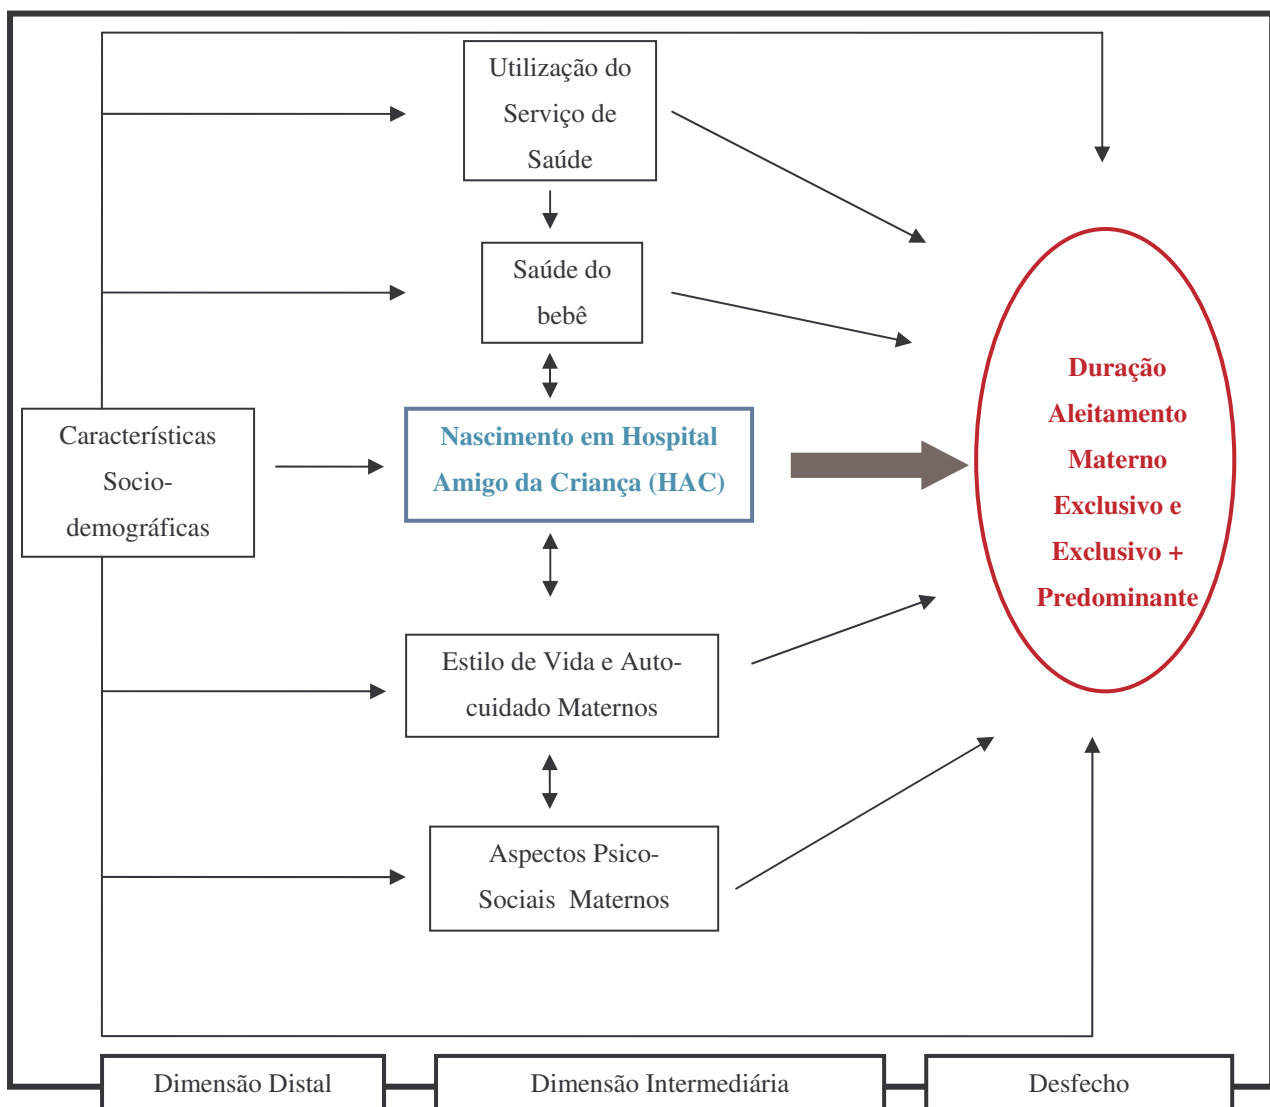 Utilização do
Serviço de
Saúde
Saúde do
bebê
Características
Socio-
demográficas
Nascimento em Hospital
Amigo da Criança (HAC)
Duração
Aleitamento
Materno
Exclusivo e
Exclusivo +
Predominante
Estilo de Vida e Auto-
cuidado Maternos
Aspectos Psico-
Sociais Maternos
Dimensão Distal
Dimensão Intermediária
Desfecho